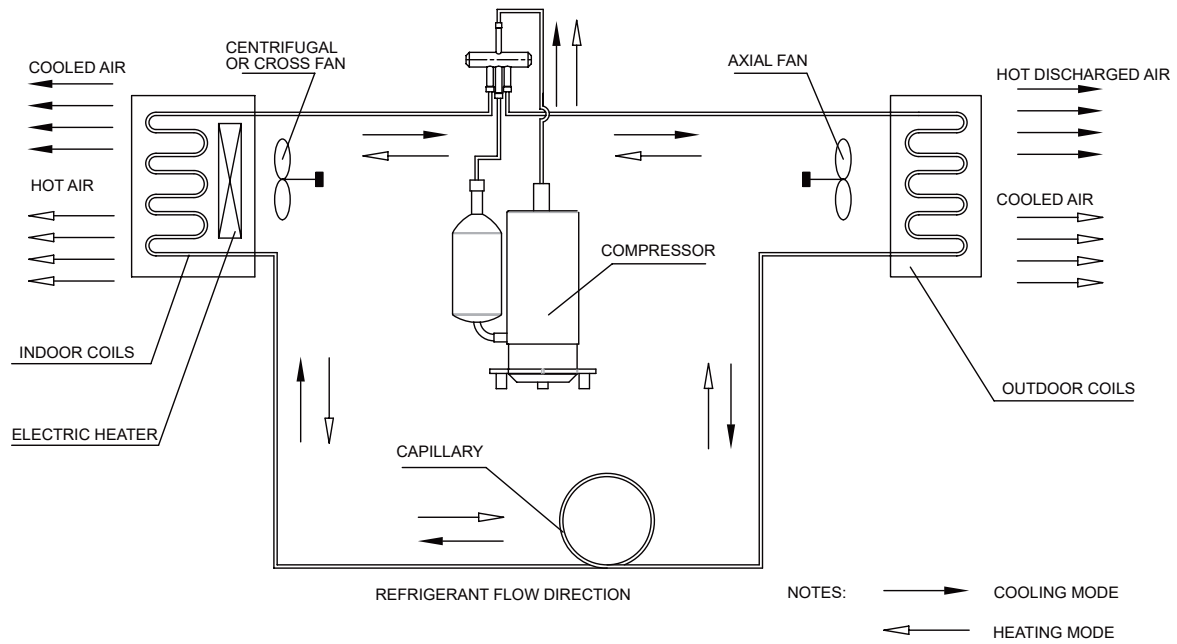 CENTRIFUGAL
OR CROSS FAN
COOLED AIR
AXIAL FAN
HOT DISCHARGED AIR
HOT AIR
COOLED AIR
COMPRESSOR
INDOOR COILS
OUTDOOR COILS
ELECTRIC HEATER
CAPILLARY
REFRIGERANT FLOW DIRECTION
NOTES:
COOLING MODE
HEATING MODE